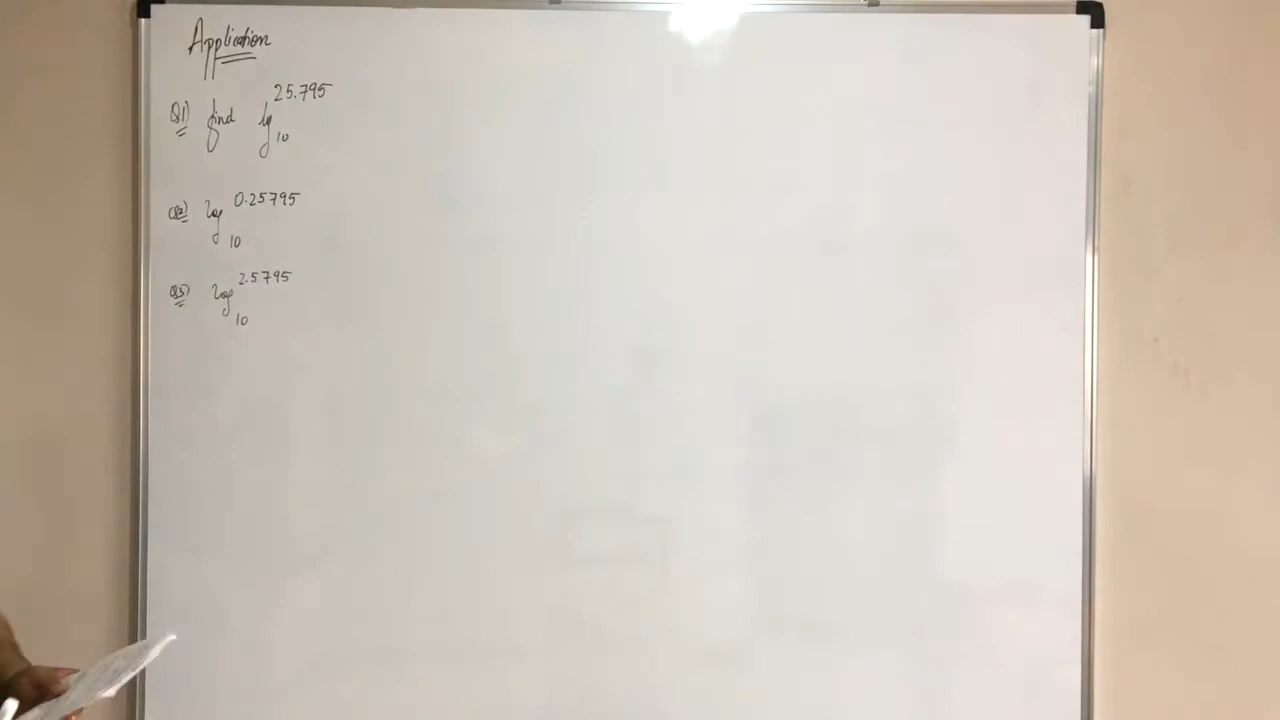 Application
Q1) find log₁₀ 25.795
Q2) log₁₀ 0.25795
Q3) log₁₀ 2.5795